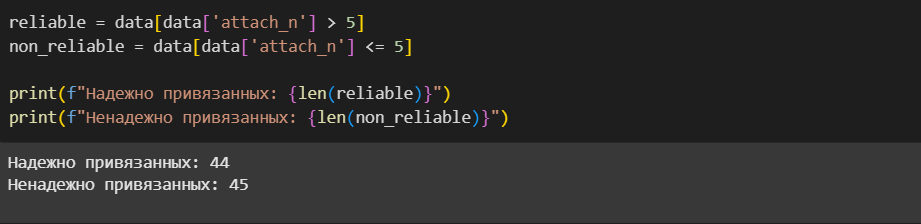 reliable = data[data['attach_n'] > 5]
non_reliable = data[data['attach_n'] <= 5]
print(f"Надежно привязанных: {len(reliable)}")
print(f"Ненадежно привязанных: {len(non_reliable)}")
Надежно привязанных: 44
Ненадежно привязанных: 45